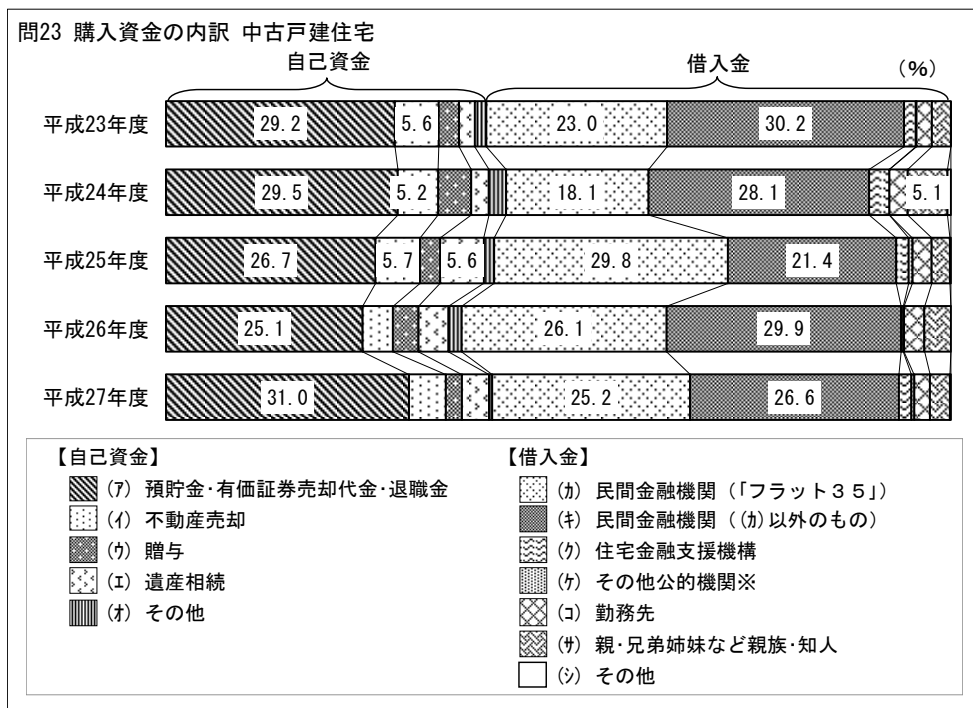 問23 購入資金の内訳 中古戸建住宅
自己資金 借入金 (%)
平成23年度 29.2 5.6 23.0 30.2
平成24年度 29.5 5.2 18.1 28.1 5.1
平成25年度 26.7 5.7 5.6 29.8 21.4
平成26年度 25.1 26.1 29.9
平成27年度 31.0 25.2 26.6
【自己資金】
(ｱ) 預貯金･有価証券売却代金･退職金
(ｲ) 不動産売却
(ｳ) 贈与
(ｴ) 遺産相続
(ｵ) その他
【借入金】
(ｶ) 民間金融機関（｢フラット３５｣）
(ｷ) 民間金融機関（(ｶ)以外のもの）
(ｸ) 住宅金融支援機構
(ｹ) その他公的機関※
(ｺ) 勤務先
(ｻ) 親･兄弟姉妹など親族･知人
(ｼ) その他